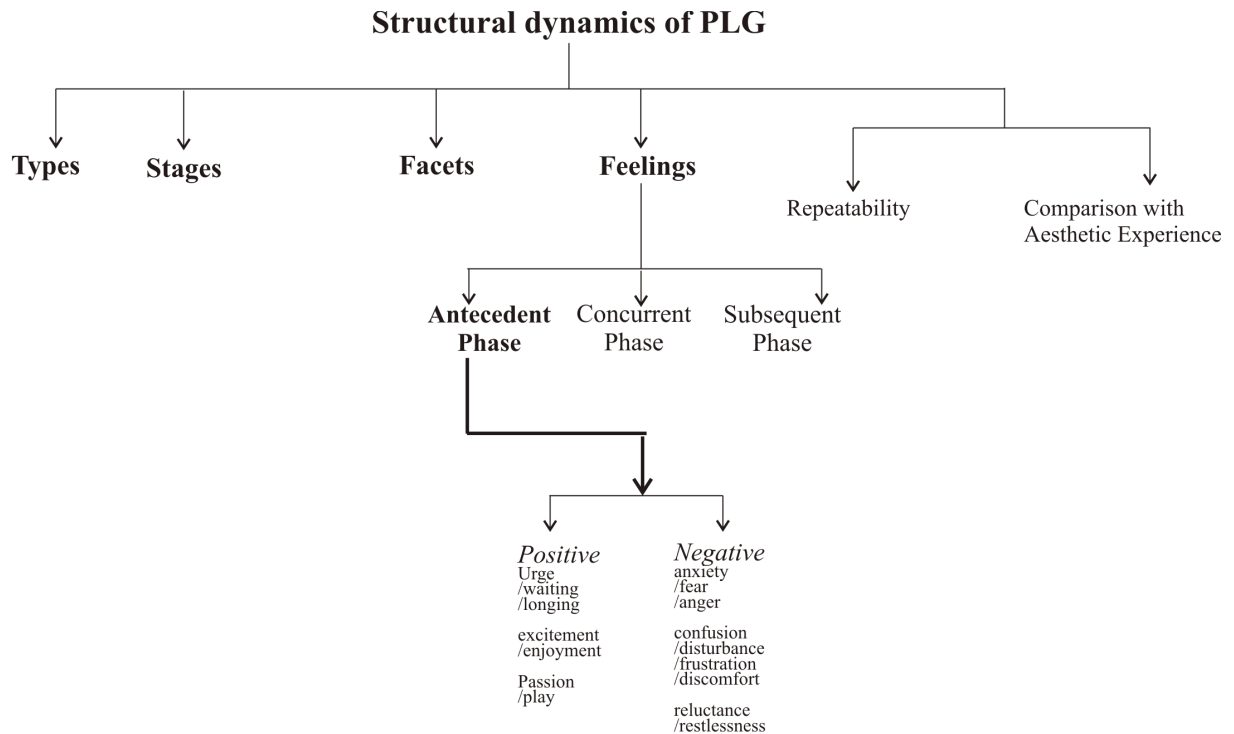 Structural dynamics of PLG
Types
Stages
Facets
Feelings
Repeatability
Comparison with
Aesthetic Experience
Antecedent
Phase
Concurrent
Phase
Subsequent
Phase
Positive
Urge
/waiting
/longing
excitement
/enjoyment
Passion
/play
Negative
anxiety
/fear
/anger
confusion
/disturbance
/frustration
/discomfort
reluctance
/restlessness